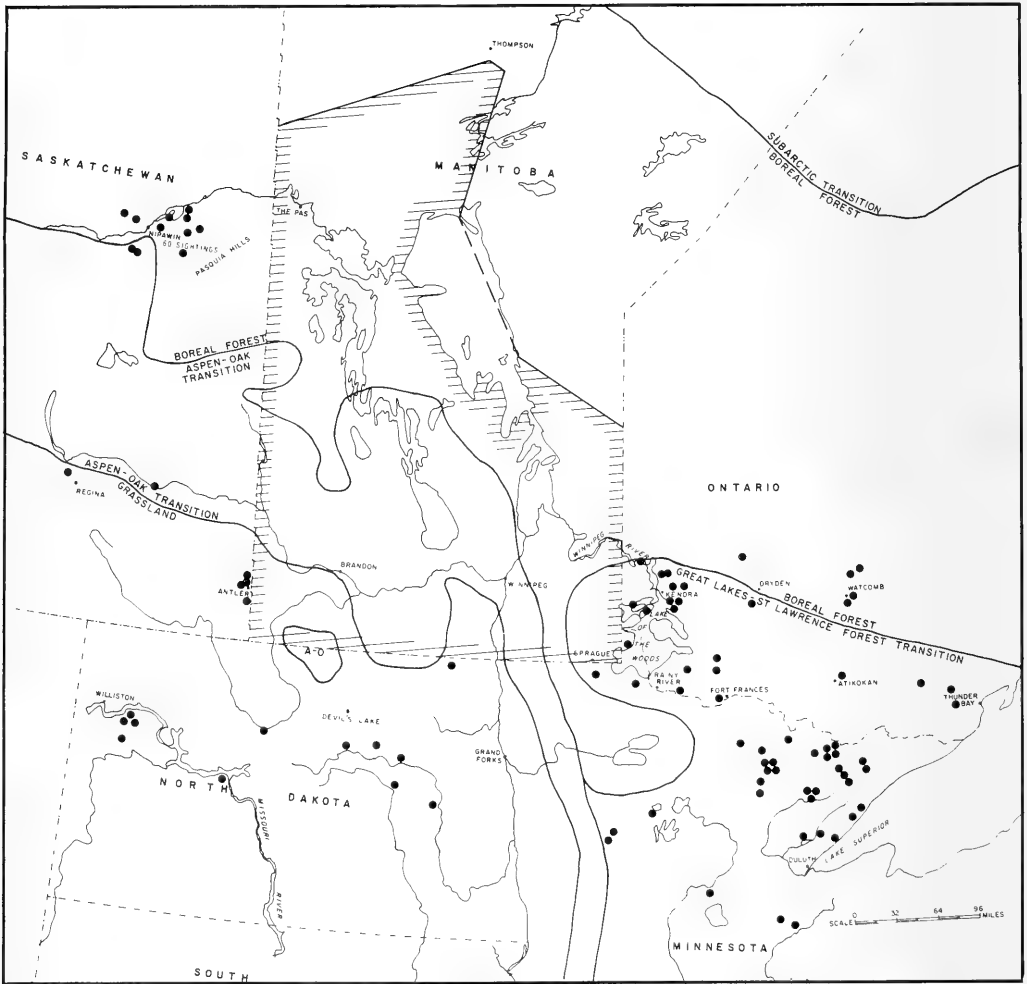 THOMPSON
SASKATCHEWAN
MANITOBA
SUBARCTIC TRANSITION
BOREAL FOREST
THE PAS
NIPAWIN
60 SIGHTINGS
PASQUIA HILLS
BOREAL FOREST
ASPEN-OAK
TRANSITION
ASPEN-OAK TRANSITION
GRASSLAND
REGINA
ONTARIO
BRANDON
WINNIPEG
WINNIPEG RIVER
ANTLER
KENDRA
DRYDEN
WATCOMB
BOREAL FOREST
GREAT LAKES-ST LAWRENCE FOREST TRANSITION
LAKE
OF
THE
WOODS
SPRAGUE
A-O
RAINY
RIVER
FORT FRANCES
ATIKOKAN
THUNDER
BAY
WILLISTON
DEVIL'S LAKE
GRAND
FORKS
NORTH
DAKOTA
MISSOURI
RIVER
DULUTH
LAKE SUPERIOR
SCALE 0 32 64 96
MILES
MINNESOTA
SOUTH